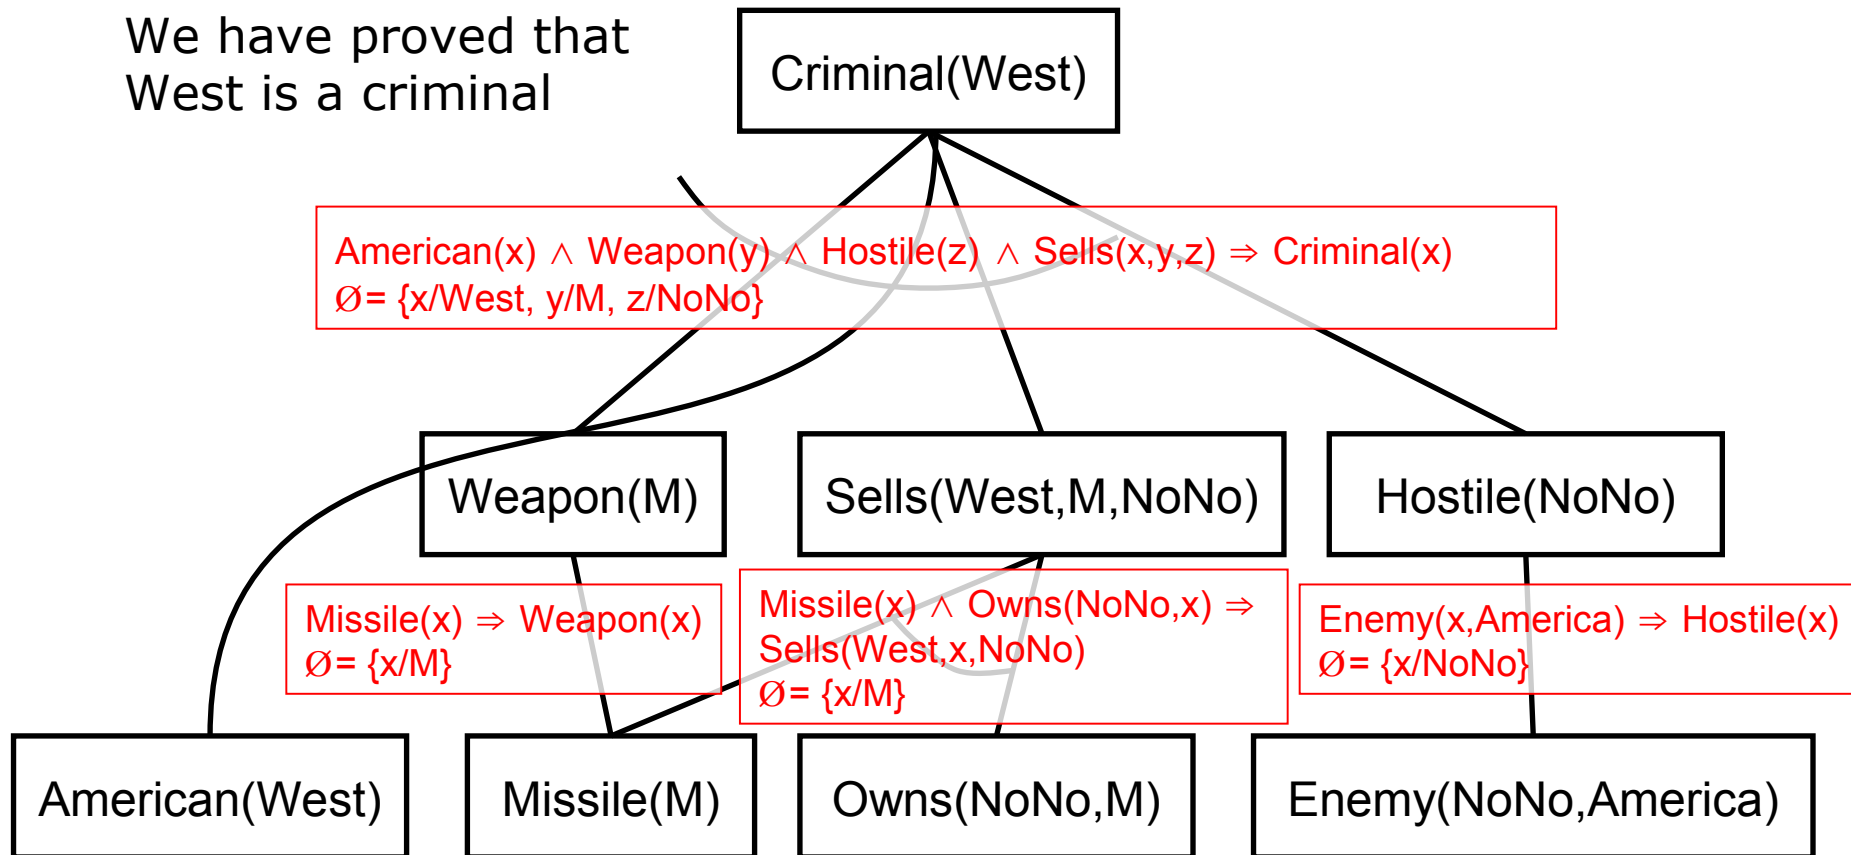 We have proved that
West is a criminal
Criminal(West)
American(x) ∧ Weapon(y) ∧ Hostile(z) ∧ Sells(x,y,z) ⇒ Criminal(x)
Ø= {x/West, y/M, z/NoNo}
Weapon(M)
Sells(West,M,NoNo)
Hostile(NoNo)
Missile(x) ⇒ Weapon(x)
Ø= {x/M}
Missile(x) ∧ Owns(NoNo,x) ⇒
Sells(West,x,NoNo)
Ø= {x/M}
Enemy(x,America) ⇒ Hostile(x)
Ø= {x/NoNo}
American(West)
Missile(M)
Owns(NoNo,M)
Enemy(NoNo,America)